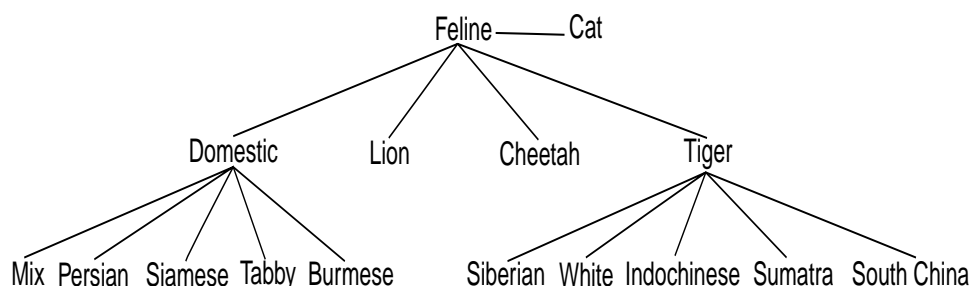 Feline Cat
Domestic Lion Cheetah Tiger
Mix Persian Siamese Tabby Burmese Siberian White Indochinese Sumatra South China